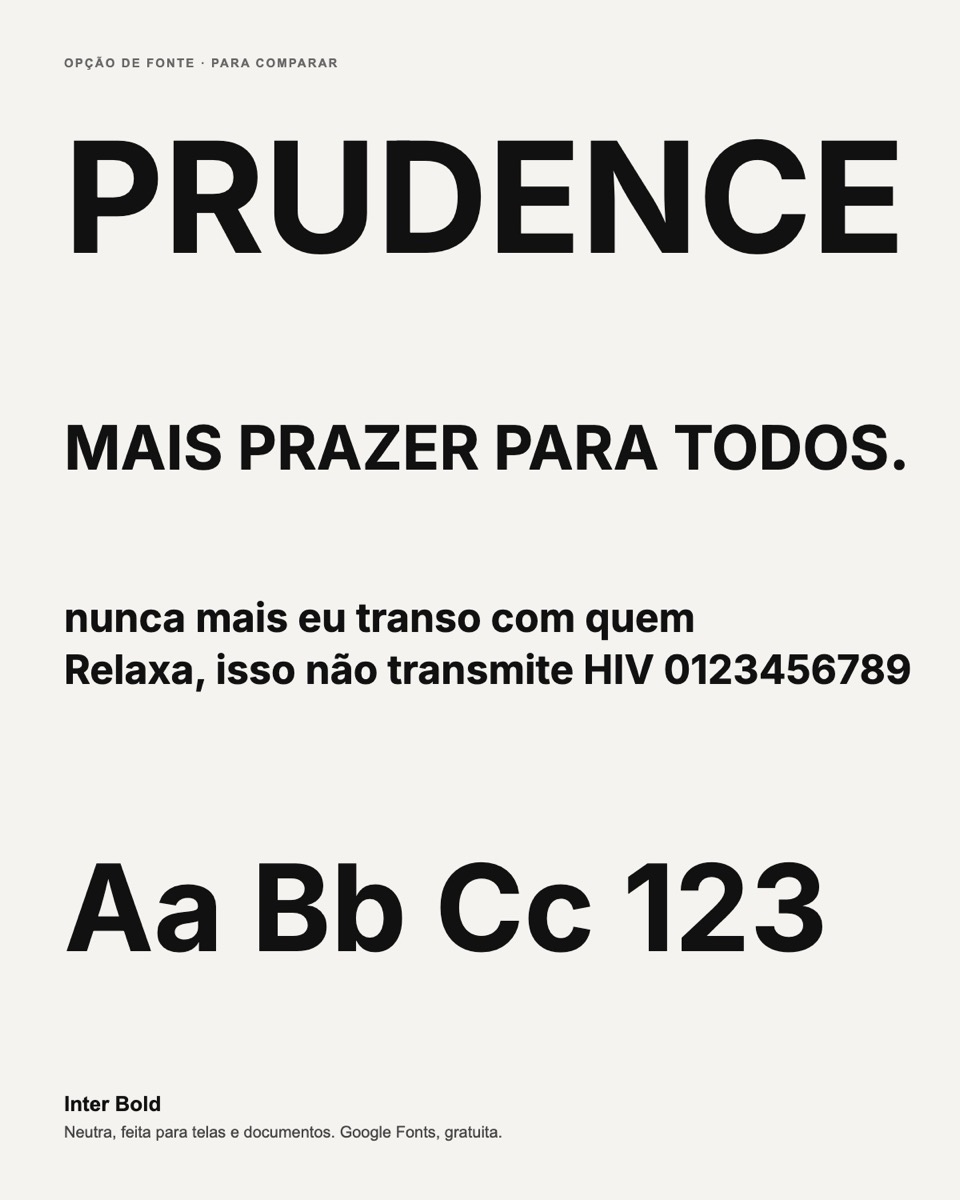 OPÇÃO DE FONTE · PARA COMPARAR
PRUDENCE
MAIS PRAZER PARA TODOS.
nunca mais eu transo com quem
Relaxa, isso não transmite HIV 0123456789
Aa Bb Cc 123
Inter Bold
Neutra, feita para telas e documentos. Google Fonts, gratuita.